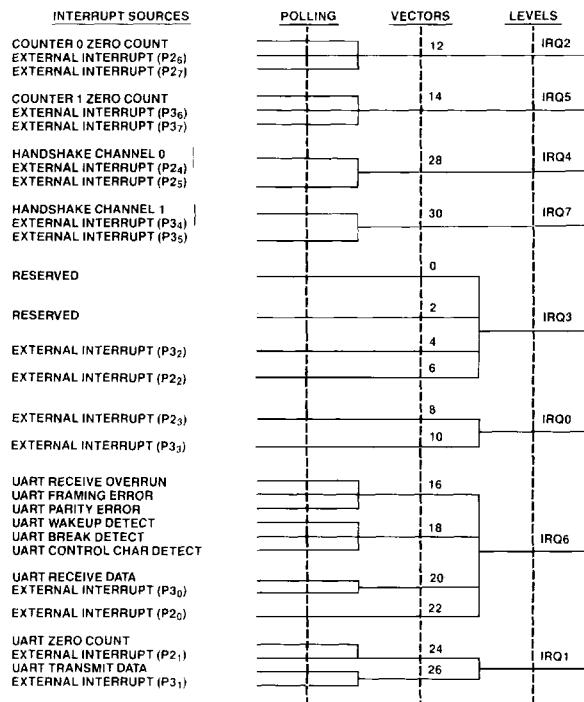 INTERRUPT SOURCES POLLING VECTORS LEVELS
COUNTER 0 ZERO COUNT 12 IRQ2
EXTERNAL INTERRUPT (P2₆)
EXTERNAL INTERRUPT (P2₇)
COUNTER 1 ZERO COUNT 14 IRQ5
EXTERNAL INTERRUPT (P3₆)
EXTERNAL INTERRUPT (P3₇)
HANDSHAKE CHANNEL 0 28 IRQ4
EXTERNAL INTERRUPT (P2₄)
EXTERNAL INTERRUPT (P2₅)
HANDSHAKE CHANNEL 1 30 IRQ7
EXTERNAL INTERRUPT (P3₄)
EXTERNAL INTERRUPT (P3₅)
RESERVED 0
RESERVED 2 IRQ3
EXTERNAL INTERRUPT (P3₂) 4
EXTERNAL INTERRUPT (P2₂) 6
EXTERNAL INTERRUPT (P2₃) 8 IRQ0
EXTERNAL INTERRUPT (P3₃) 10
UART RECEIVE OVERRUN 16
UART FRAMING ERROR
UART PARITY ERROR
UART WAKEUP DETECT 18
UART BREAK DETECT IRQ6
UART CONTROL CHAR DETECT
UART RECEIVE DATA 20
EXTERNAL INTERRUPT (P3₀)
EXTERNAL INTERRUPT (P2₀) 22
UART ZERO COUNT 24
EXTERNAL INTERRUPT (P2₁) IRQ1
UART TRANSMIT DATA 26
EXTERNAL INTERRUPT (P3₁)